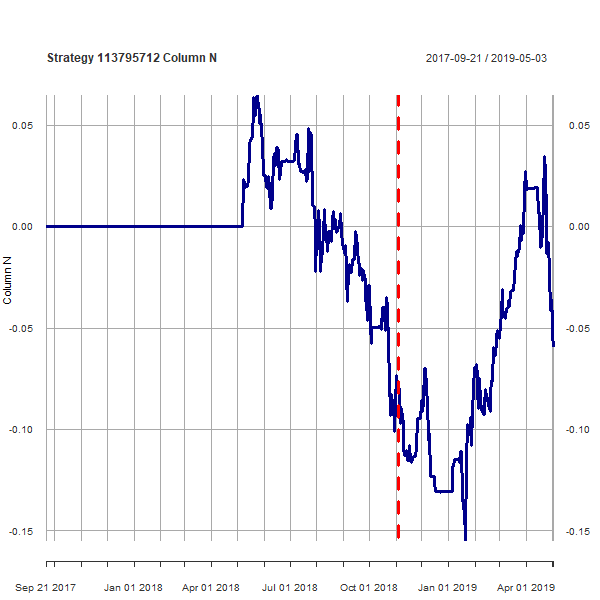 Strategy 113795712 Column N 2017-09-21 / 2019-05-03
0.05 0.05
0.00 0.00
-0.05 -0.05
-0.10 -0.10
-0.15 -0.15
Column N
Sep 21 2017 Jan 01 2018 Apr 01 2018 Jul 01 2018 Oct 01 2018 Jan 01 2019 Apr 01 2019